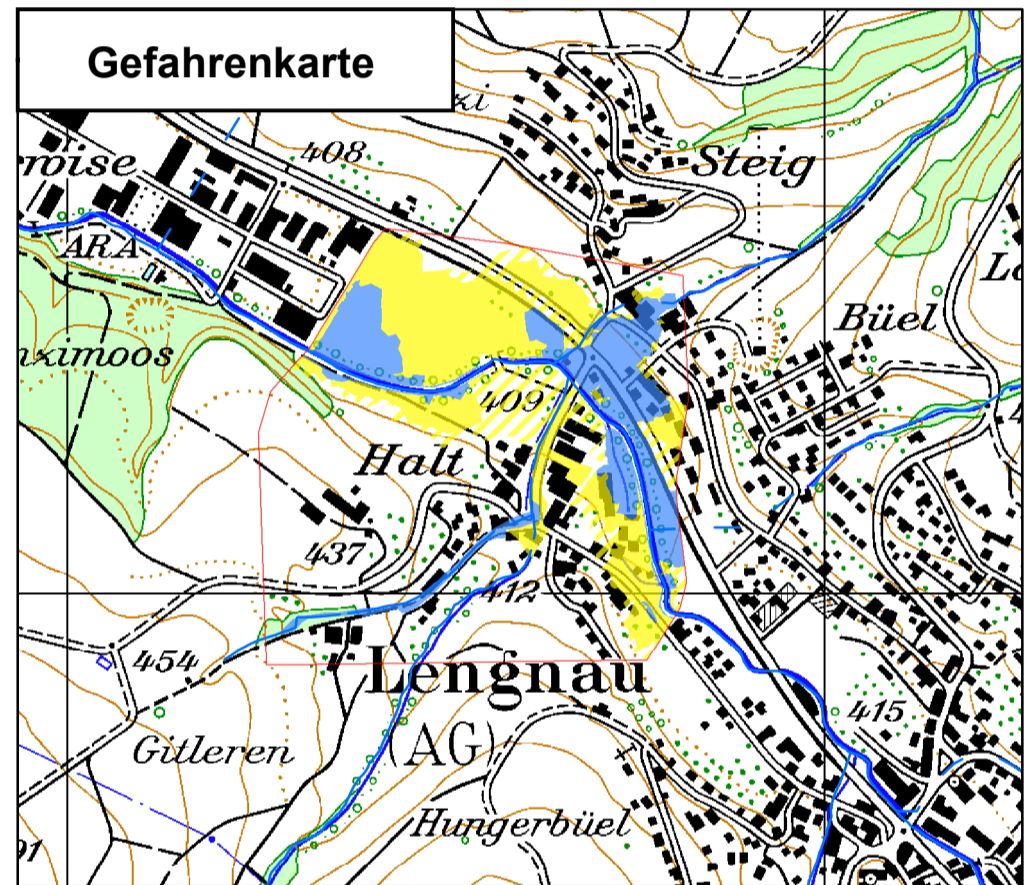 Gefahrenkarte
408
Steig
ARA
Büel
409
Halt
437
412
454
Lengnau
(AG)
415
Gitleren
Hungerbüel